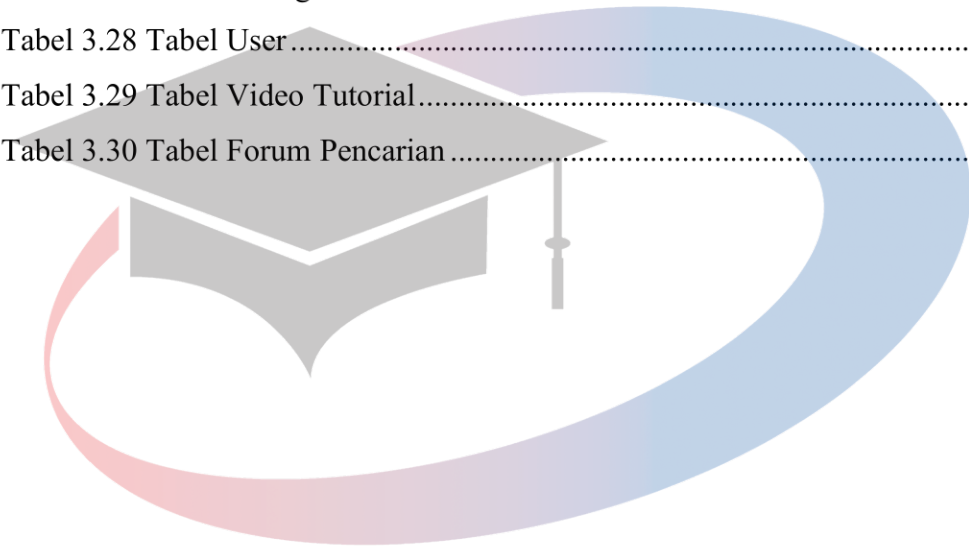 Tabel 3.28 Tabel User....................................................................................
Tabel 3.29 Tabel Video Tutorial.....................................................................
Tabel 3.30 Tabel Forum Pencarian.................................................................